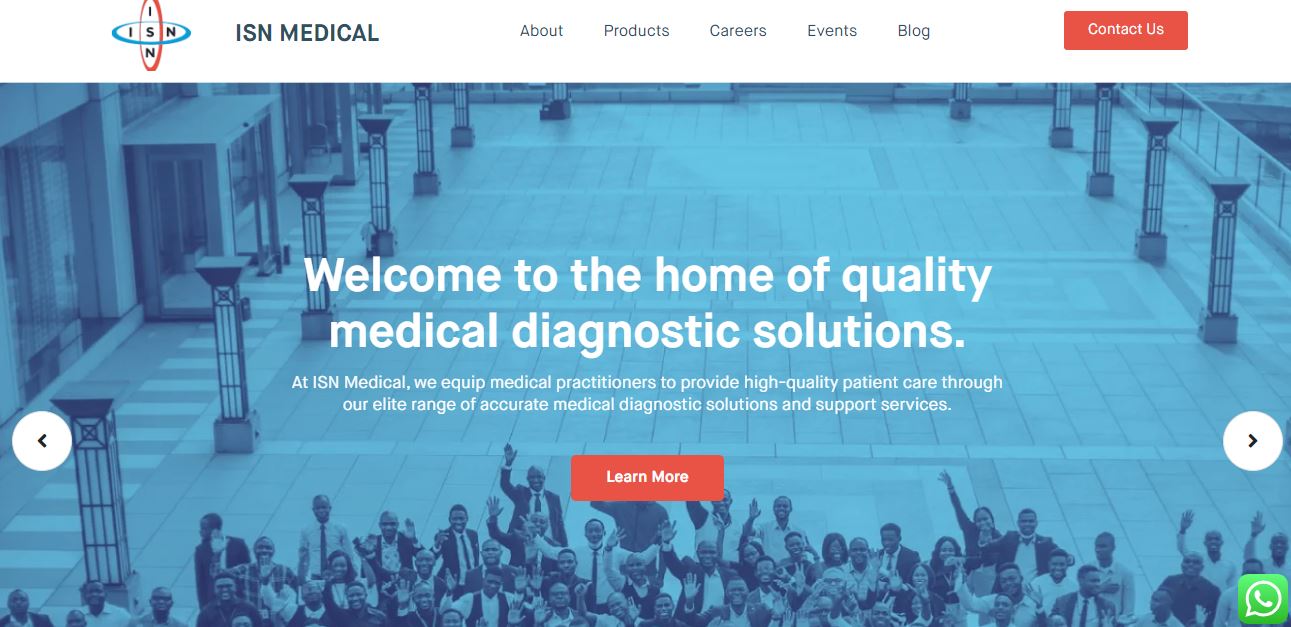 I
I S N
N
ISN MEDICAL
About
Products
Careers
Events
Blog
Contact Us
Welcome to the home of quality
medical diagnostic solutions.
At ISN Medical, we equip medical practitioners to provide high-quality patient care through
our elite range of accurate medical diagnostic solutions and support services.
Learn More